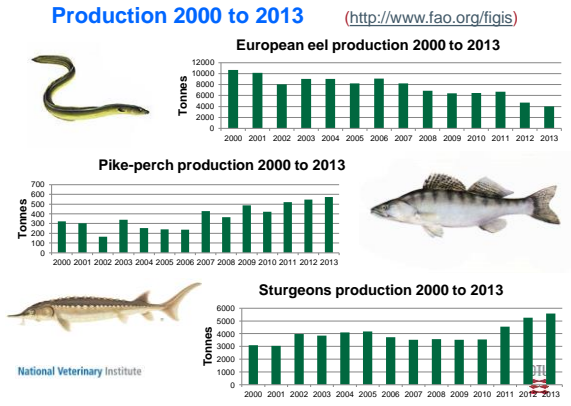 Production 2000 to 2013 (http://www.fao.org/figis)
European eel production 2000 to 2013
Tonnes
12000
10000
8000
6000
4000
2000
0
2000 2001 2002 2003 2004 2005 2006 2007 2008 2009 2010 2011 2012 2013
Pike-perch production 2000 to 2013
Tonnes
700
600
500
400
300
200
100
0
2000 2001 2002 2003 2004 2005 2006 2007 2008 2009 2010 2011 2012 2013
Sturgeons production 2000 to 2013
Tonnes
6000
5000
4000
3000
2000
1000
0
2000 2001 2002 2003 2004 2005 2006 2007 2008 2009 2010 2011 2012 2013
National Veterinary Institute
DTU